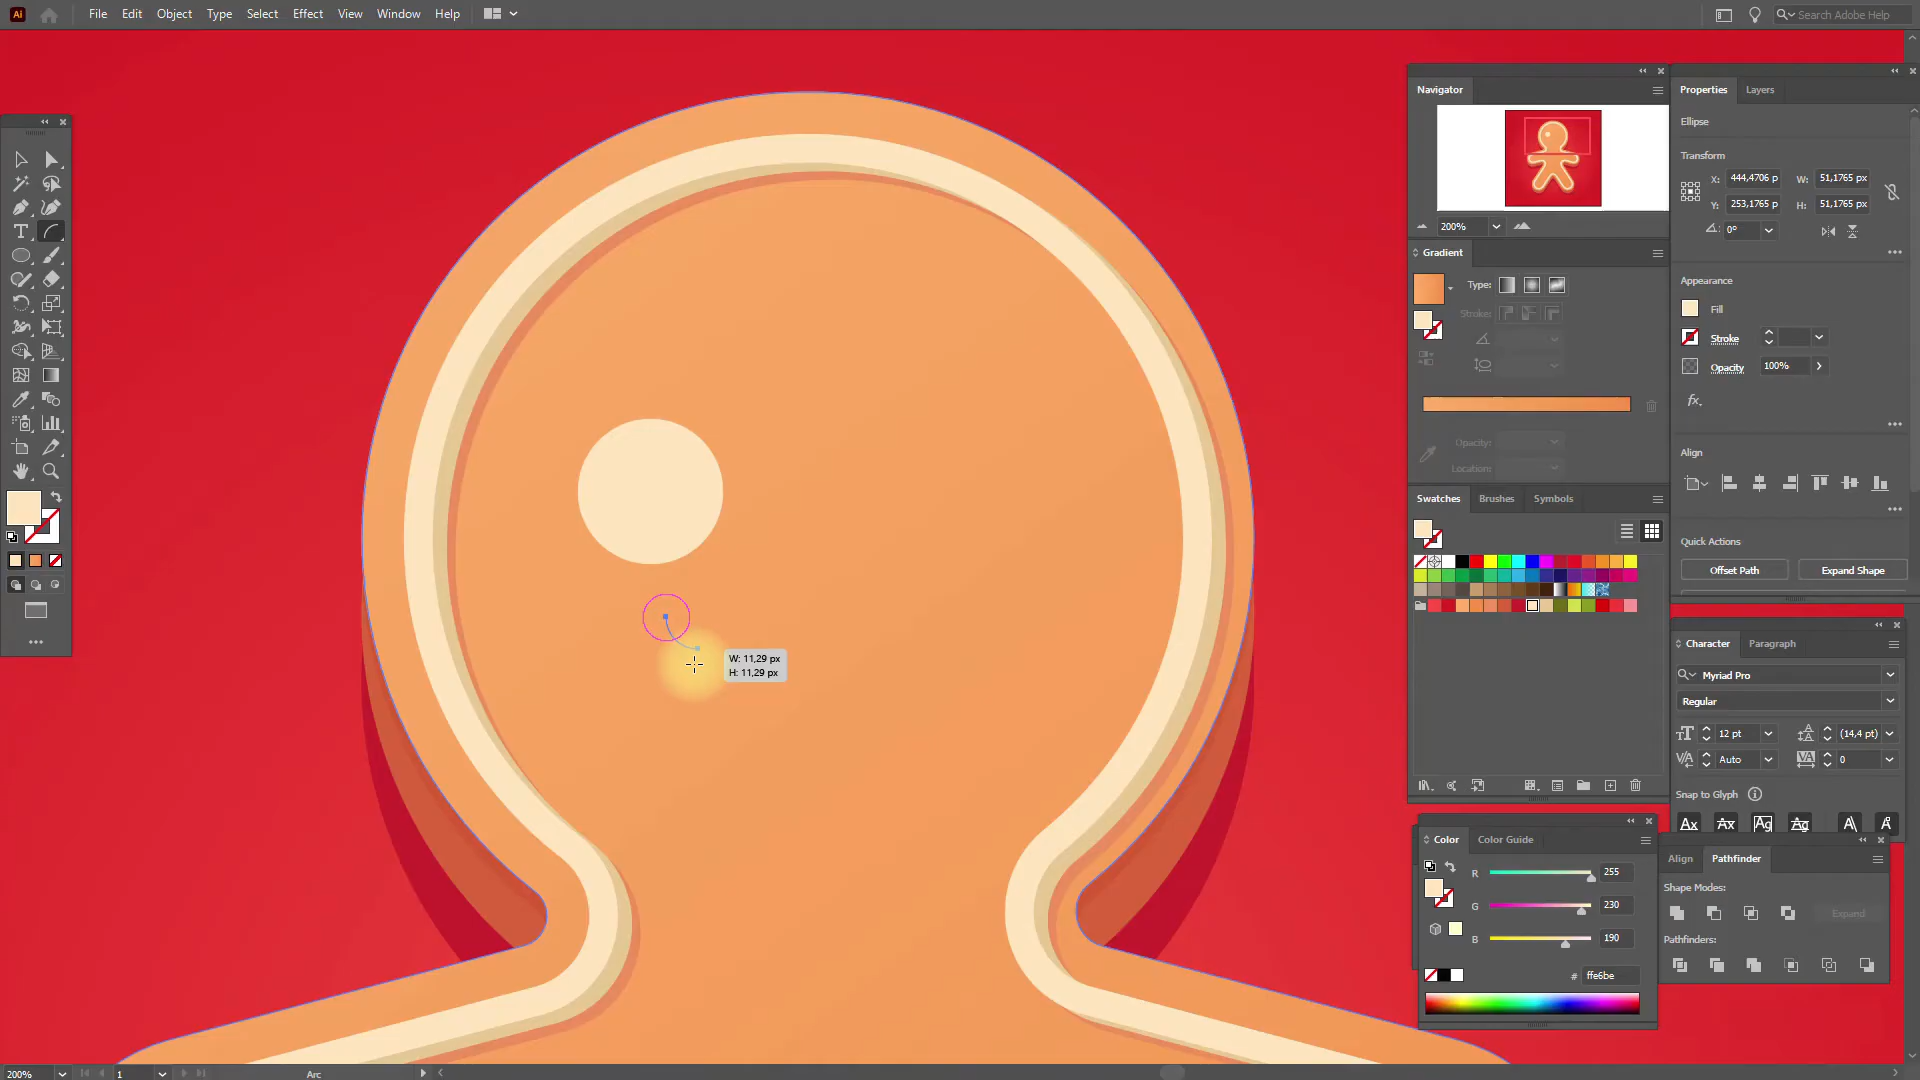 Ai File Edit Object Type Select Effect View Window Help Search Adobe Help
Navigator
200%
Gradient
Type:
Stroke:
Opacity:
Location:
Swatches Brushes Symbols
Properties Layers
Ellipse
Transform
X: 444,4706 p W: 51,1765 px
Y: 253,1765 p H: 51,1765 px
0°
Appearance
Fill
Stroke
Opacity 100%
fx.
Align
Quick Actions
Offset Path Expand Shape
W: 11,29 px
H: 11,29 px
Character Paragraph
Myriad Pro
Regular
12 pt (14,4 pt)
Auto 0
Snap to Glyph
Color Color Guide
R 255
G 230
B 190
# ffe6be
Align Pathfinder
Shape Modes:
Expand
Pathfinders:
200% 1 Arc